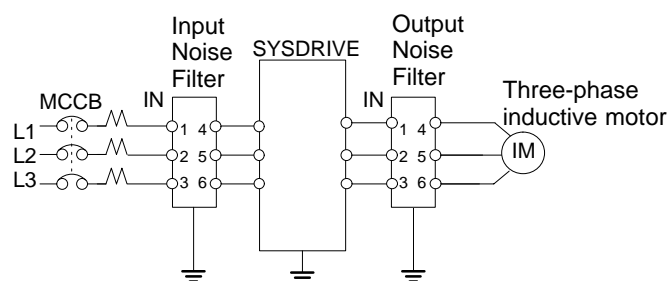 Input
Noise
Filter
SYSDRIVE
Output
Noise
Filter
MCCB
IN
IN
Three-phase
inductive motor
L1
1 4
1 4
L2
2 5
2 5
IM
L3
3 6
3 6